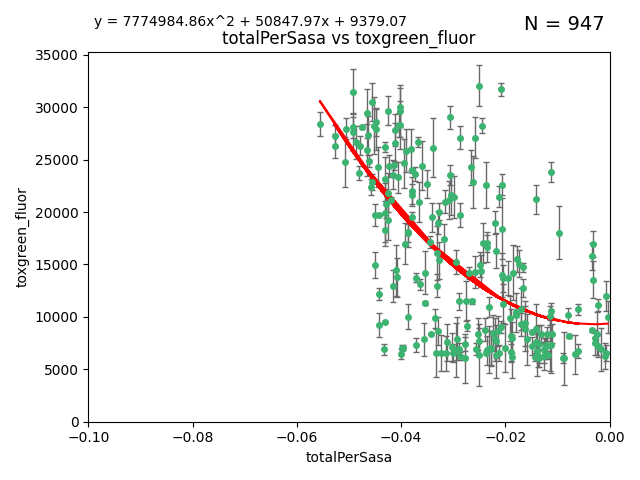 y = 7774984.86x^2 + 50847.97x + 9379.07
N = 947
totalPerSasa vs toxgreen_fluor
35000
30000
25000
20000
15000
10000
5000
0
toxgreen_fluor
−0.10
−0.08
−0.06
−0.04
−0.02
0.00
totalPerSasa